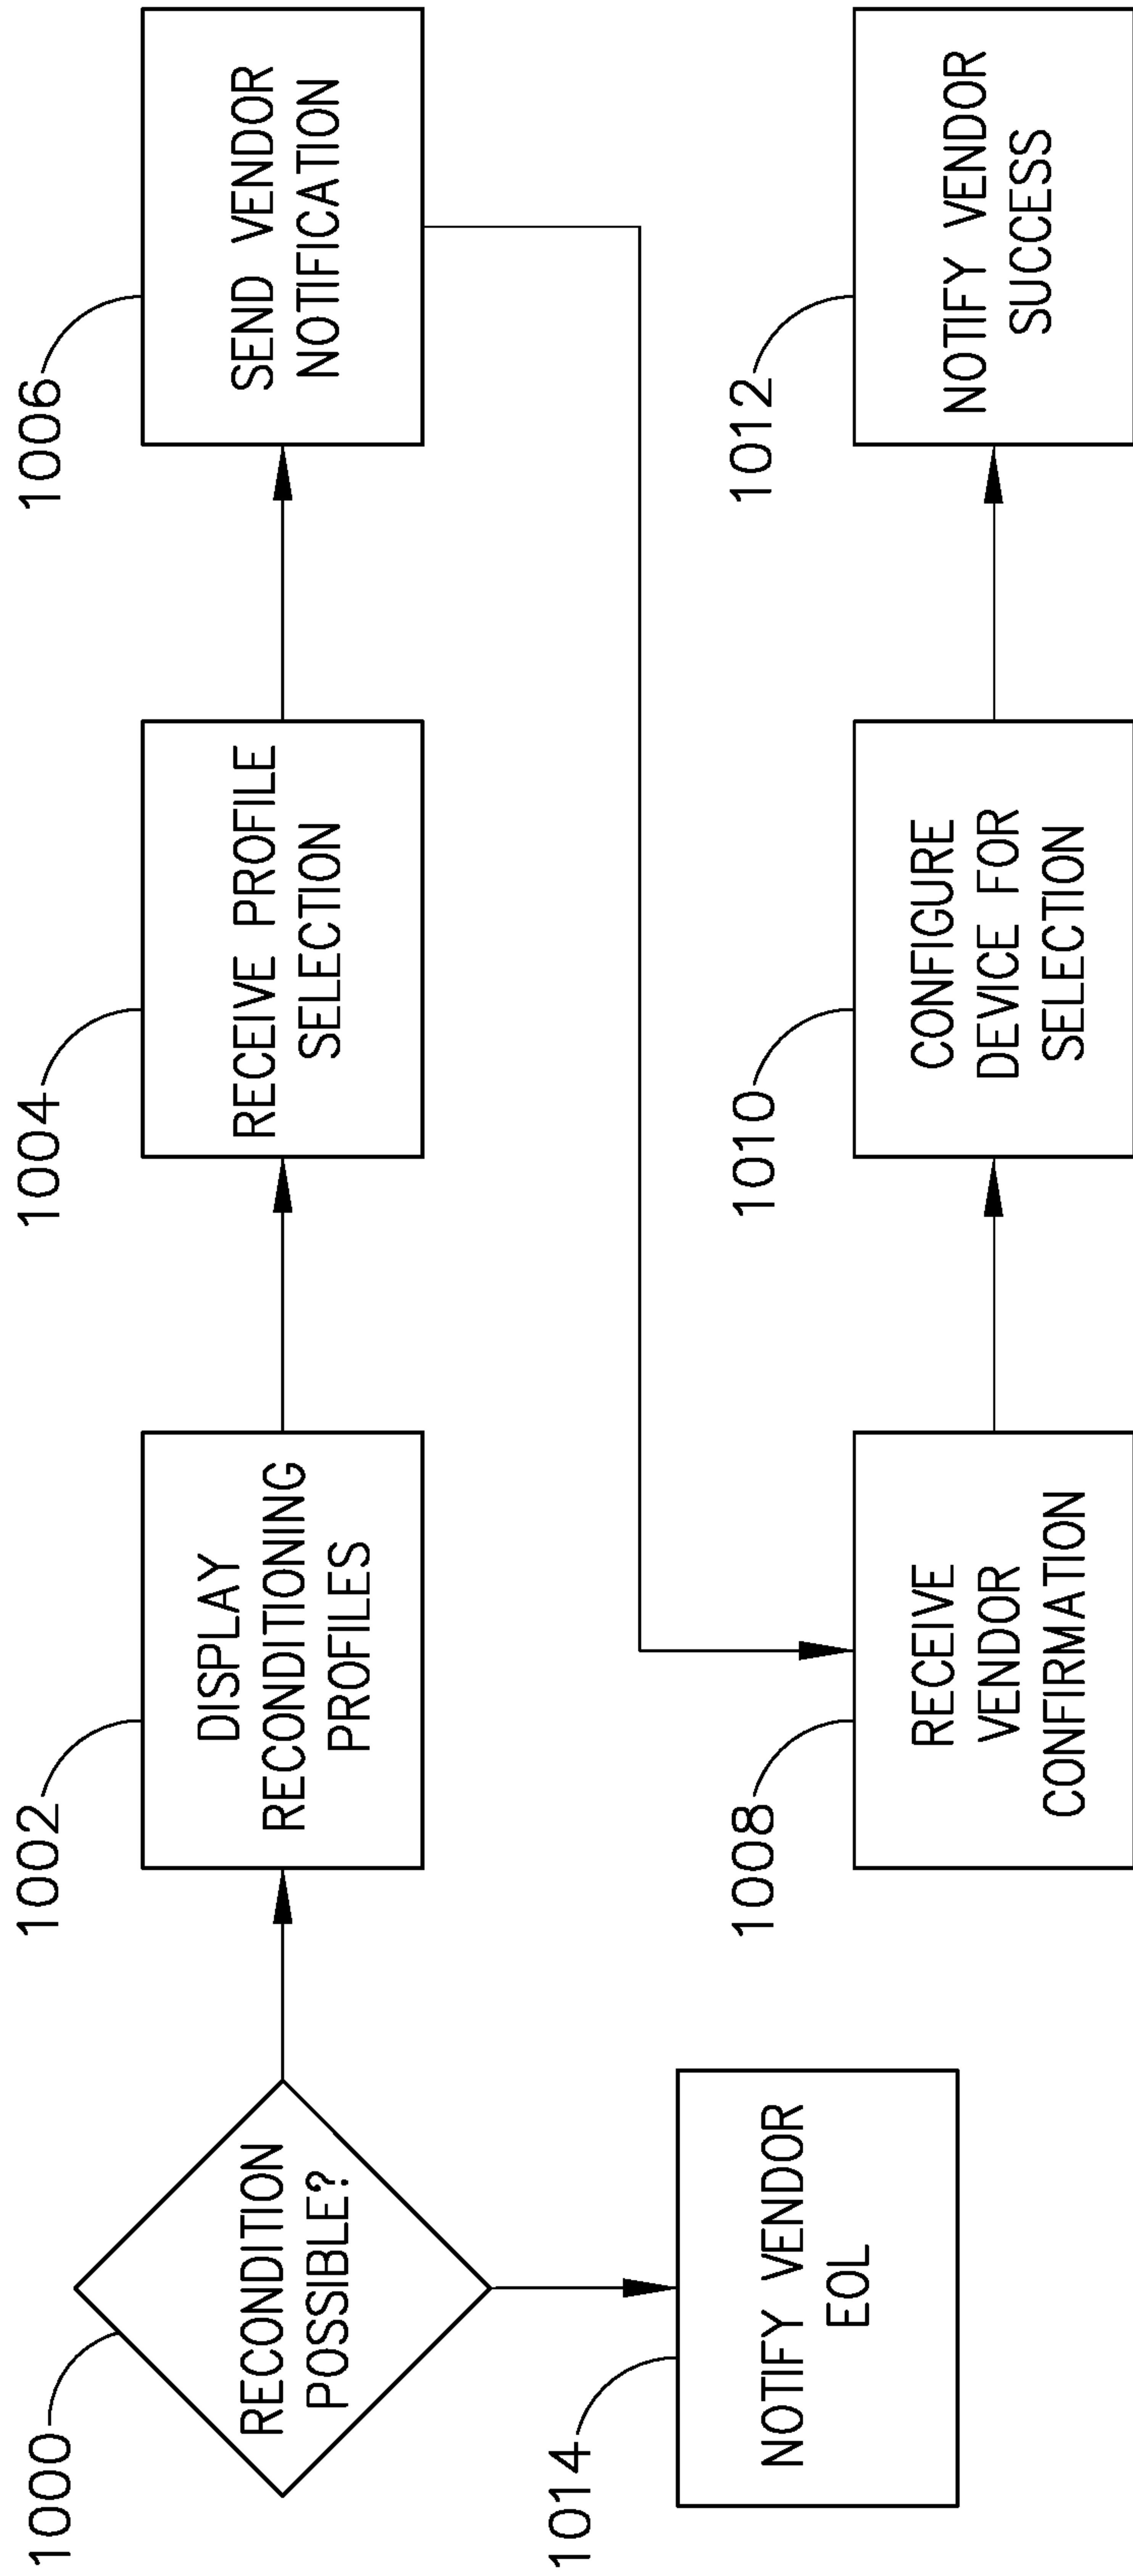 1000
RECONDITION
POSSIBLE?
1002
DISPLAY
RECONDITIONING
PROFILES
1004
RECEIVE PROFILE
SELECTION
1006
SEND VENDOR
NOTIFICATION
1014
NOTIFY VENDOR
EOL
1008
RECEIVE
VENDOR
CONFIRMATION
1010
CONFIGURE
DEVICE FOR
SELECTION
1012
NOTIFY VENDOR
SUCCESS